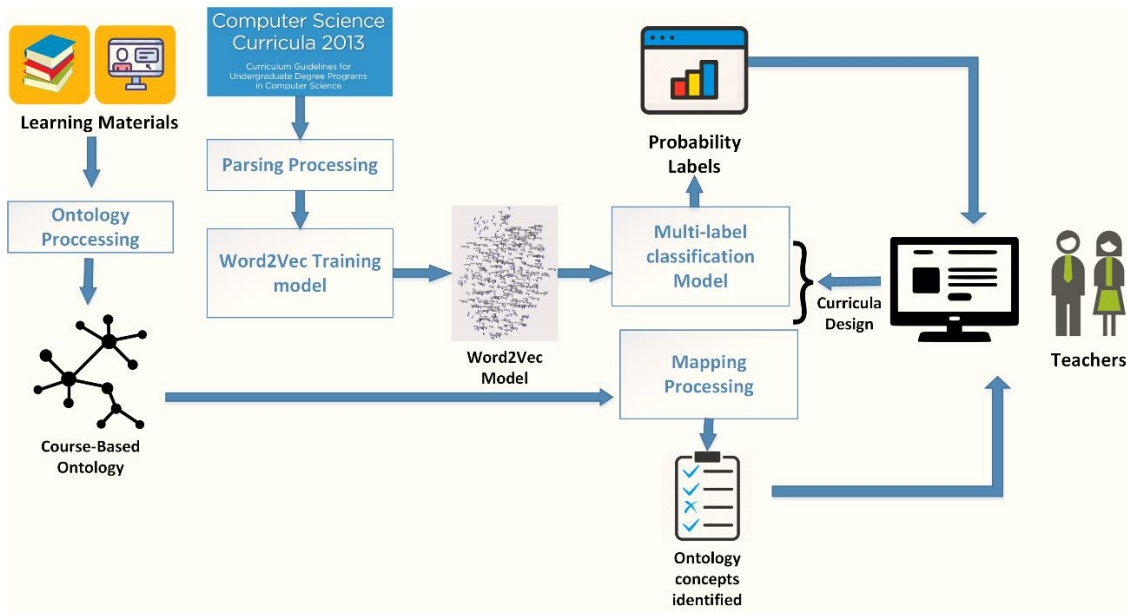 Computer Science
Curricula 2013
Curriculum Guidelines for
Undergraduate Degree Programs
in Computer Science
Learning Materials
Parsing Processing
Probability
Labels
Ontology
Proccessing
Word2Vec Training
model
Multi-label
classification
Model
Curricula
Design
Word2Vec
Model
Teachers
Mapping
Processing
Course-Based
Ontology
Ontology
concepts
identified